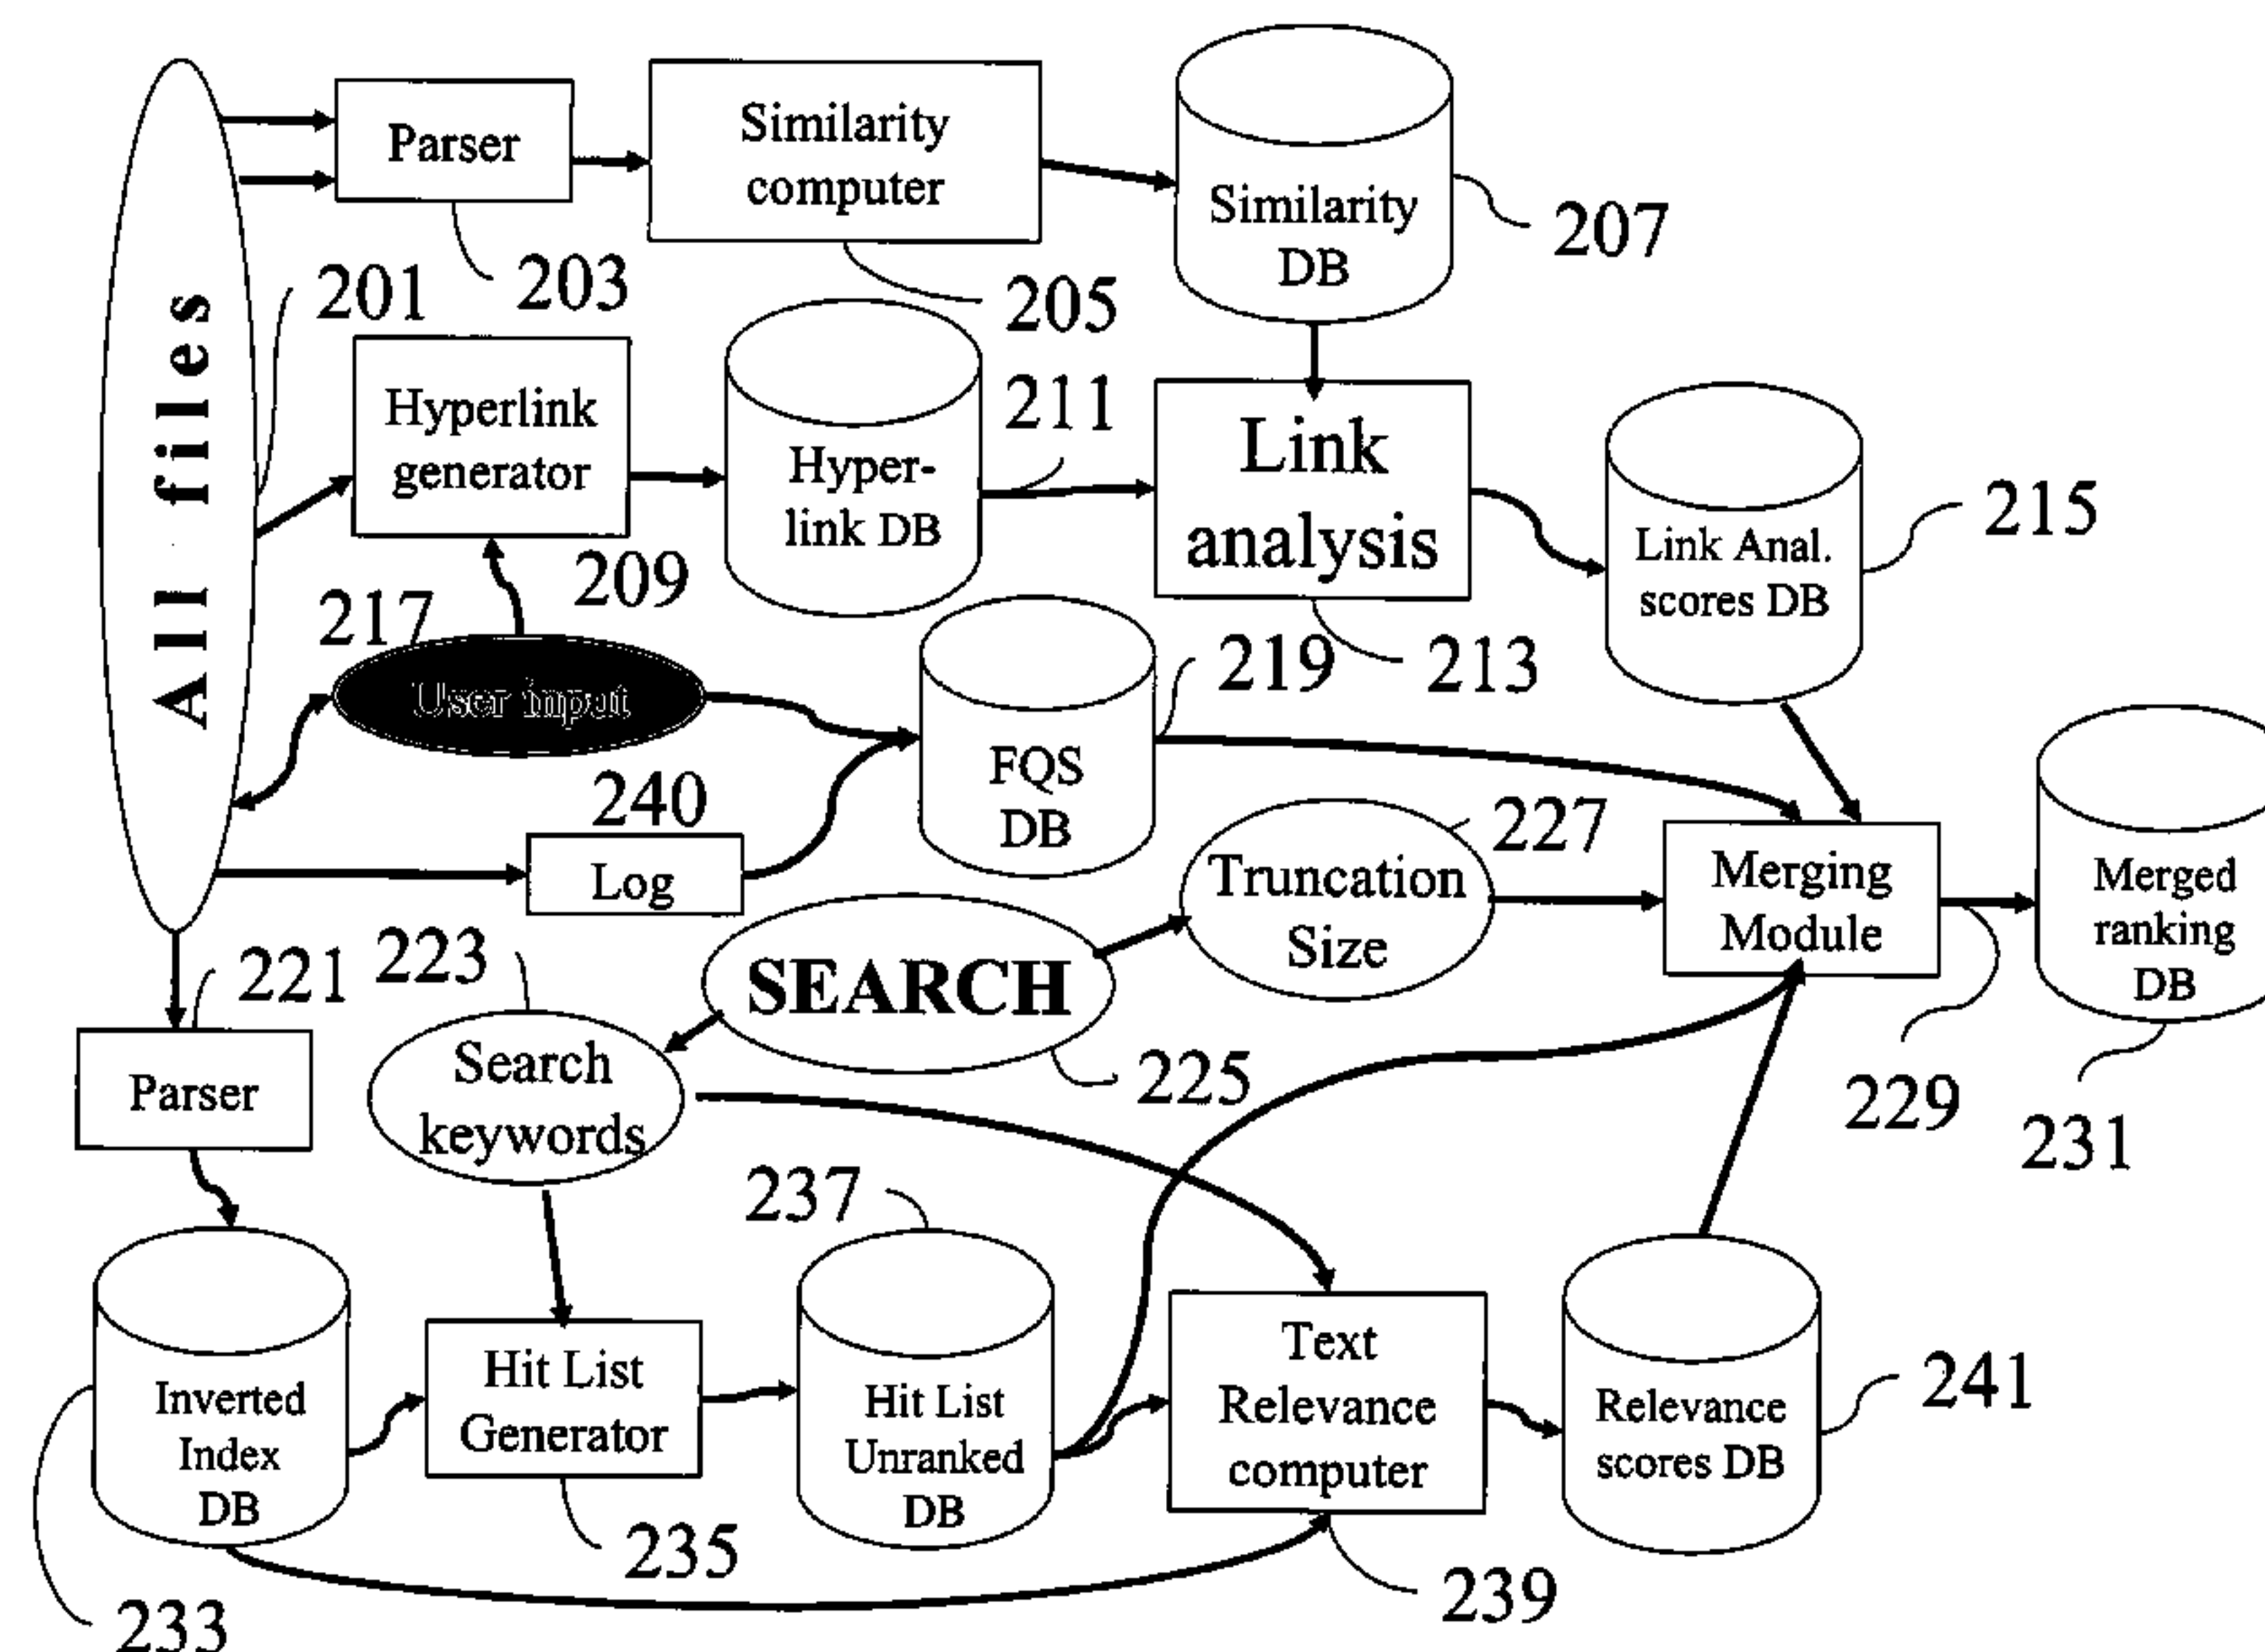 All files
Parser
Similarity
computer
Similarity
DB
207
203
201
205
Hyperlink
generator
211
Hyper-
link DB
Link
analysis
215
Link Anal.
scores DB
209
217
219
213
User input
FQS
DB
240
Log
227
Truncation
Size
Merging
Module
Merged
ranking
DB
221
223
SEARCH
225
229
231
Parser
Search
keywords
237
Inverted
Index
DB
Hit List
Generator
Hit List
Unranked
DB
Text
Relevance
computer
Relevance
scores DB
241
235
239
233